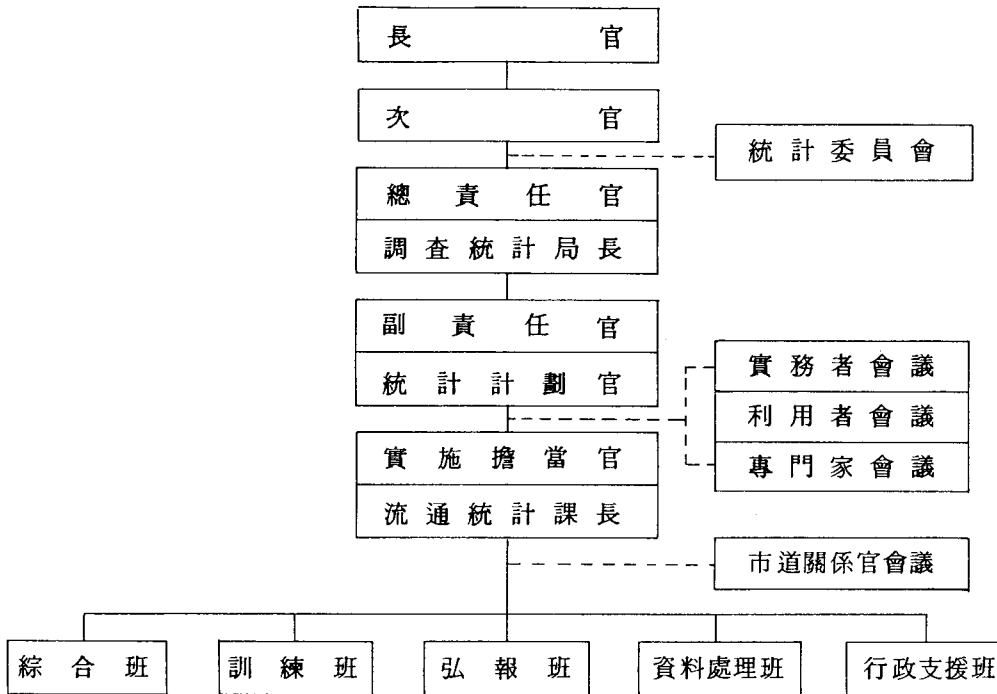 長官
次官
統計委員會
總責任官
調査統計局長
副責任官
統計計劃官
實務者會議
利用者會議
專門家會議
實施擔當官
流通統計課長
市道關係官會議
綜合班
訓練班
弘報班
資料處理班
行政支援班